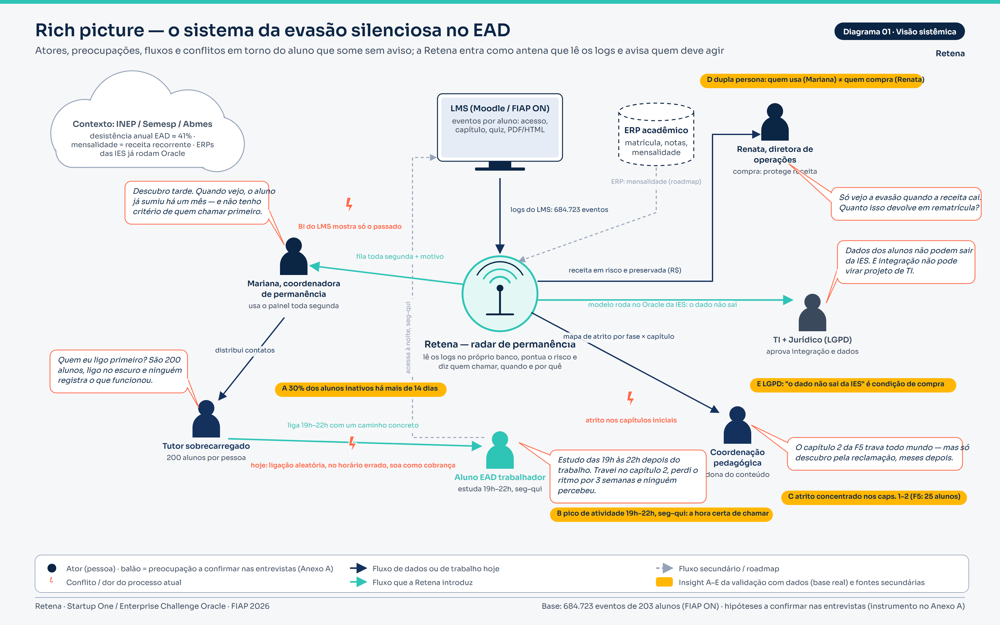 Rich picture — o sistema da evasão silenciosa no EAD
Diagrama 01 · Visão sistêmica
Atores, preocupações, fluxos e conflitos em torno do aluno que some sem aviso; a Retena entra como antena que lê os logs e avisa quem deve agir
Retena
D dupla persona: quem usa (Mariana) ≠ quem compra (Renata)
Contexto: INEP / Semesp / Abmes
desistência anual EAD ≈ 41% ·
mensalidade = receita recorrente · ERPs
das IES já rodam Oracle
LMS (Moodle / FIAP ON)
eventos por aluno: acesso,
capítulo, quiz, PDF/HTML
ERP acadêmico
matrícula, notas,
mensalidade
Renata, diretora de
operações
compra: protege receita
ERP: mensalidade (roadmap)
Descubro tarde. Quando vejo, o aluno
já sumiu há um mês — e não tenho
critério de quem chamar primeiro.
Só vejo a evasão quando a receita cai.
Quanto isso devolve em rematrícula?
logs do LMS: 684.723 eventos
BI do LMS mostra só o passado
Dados dos alunos não podem sair
da IES. E integração não pode
virar projeto de TI.
fila toda segunda + motivo
receita em risco e preservada (R$)
Mariana, coordenadora
de permanência
usa o painel toda segunda
modelo roda no Oracle da IES: o dado não sai
acessa à noite, seg–qui
mapa de atrito por fase × capítulo
TI + Jurídico (LGPD)
aprova integração e dados
Retena — radar de permanência
lê os logs no próprio banco, pontua o risco e
diz quem chamar, quando e por quê
distribui contatos
Quem eu ligo primeiro? São 200
alunos, ligo no escuro e ninguém
registra o que funcionou.
A 30% dos alunos inativos há mais de 14 dias
E LGPD: "o dado não sai da IES" é condição de compra
atrito nos capítulos iniciais
liga 19h–22h com um caminho concreto
Tutor sobrecarregado
200 alunos por pessoa
hoje: ligação aleatória, no horário errado, soa como cobrança
Aluno EAD trabalhador
estuda 19h–22h, seg–qui
Estudo das 19h às 22h depois do
trabalho. Travei no capítulo 2, perdi o
ritmo por 3 semanas e ninguém
percebeu.
Coordenação
pedagógica
dona do conteúdo
O capítulo 2 da F5 trava todo mundo — mas só
descubro pela reclamação, meses depois.
C atrito concentrado nos caps. 1–2 (F5: 25 alunos)
B pico de atividade 19h–22h, seg–qui: a hora certa de chamar
Ator (pessoa) · balão = preocupação a confirmar nas entrevistas (Anexo A)
Fluxo de dados ou de trabalho hoje
Fluxo secundário / roadmap
Conflito / dor do processo atual
Fluxo que a Retena introduz
Insight A–E da validação com dados (base real) e fontes secundárias
Retena · Startup One / Enterprise Challenge Oracle · FIAP 2026
Base: 684.723 eventos de 203 alunos (FIAP ON) · hipóteses a confirmar nas entrevistas (instrumento no Anexo A)